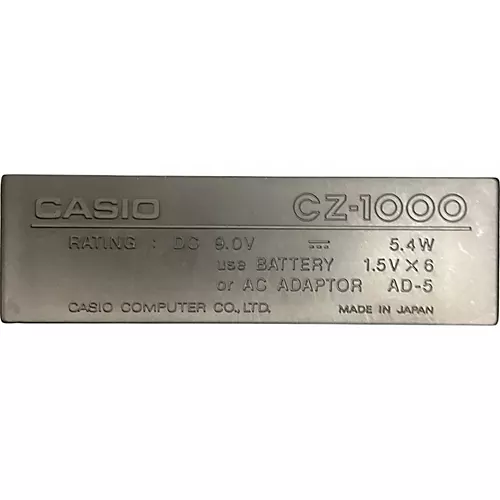 CASIO CZ-1000
RATING : DC 9.0V ⎓ 5.4W
use BATTERY 1.5V X 6
or AC ADAPTOR AD-5
CASIO COMPUTER CO.,LTD. MADE IN JAPAN